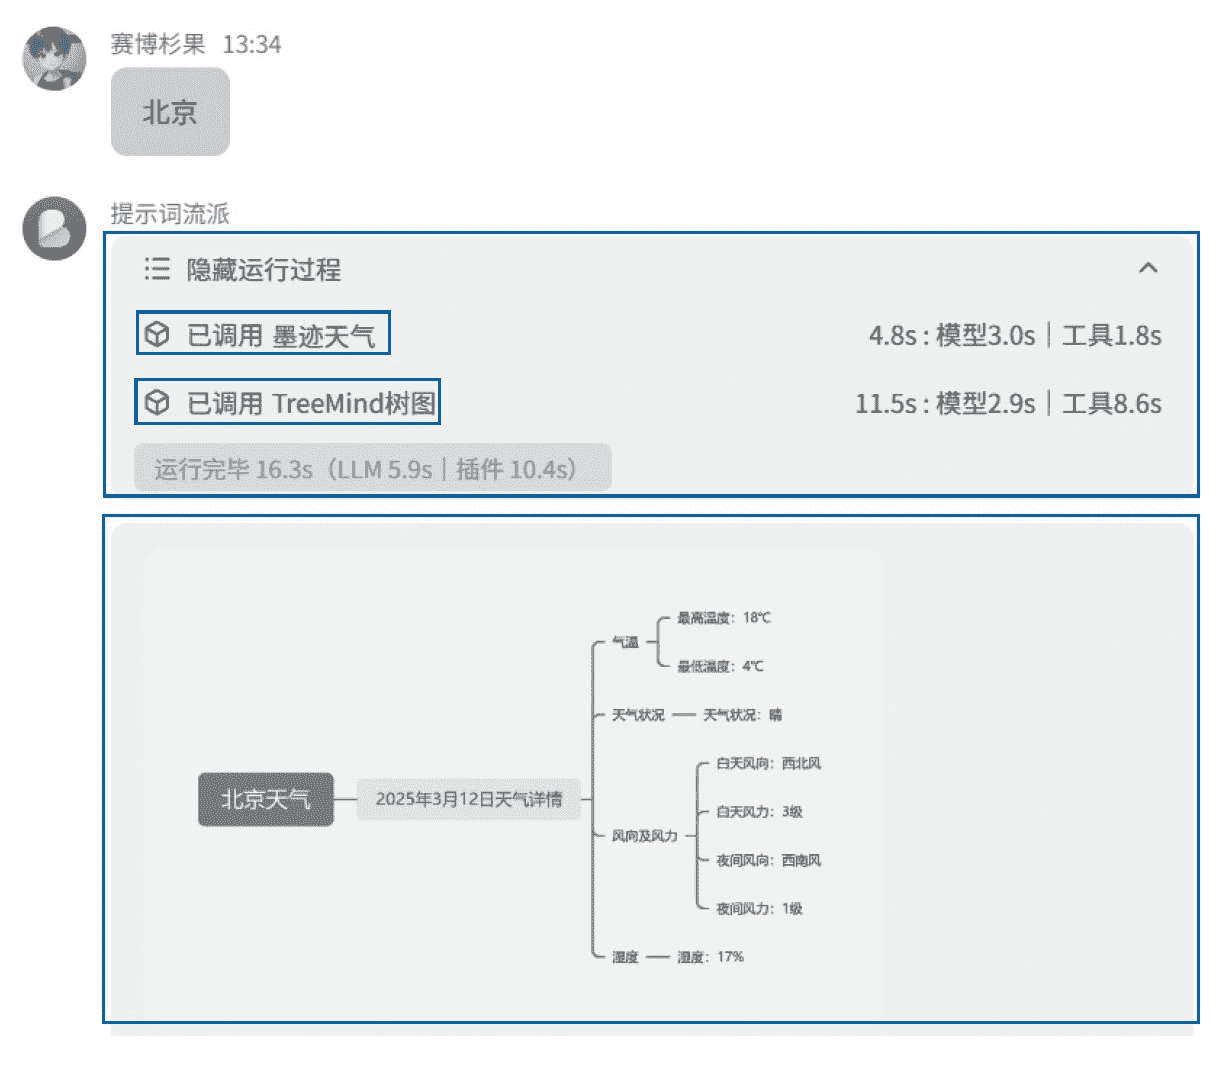 赛博杉果 13:34
北京
提示词流派
隐藏运行过程
已调用 墨迹天气 4.8s : 模型3.0s | 工具1.8s
已调用 TreeMind树图 11.5s : 模型2.9s | 工具8.6s
运行完毕 16.3s（LLM 5.9s | 插件 10.4s）
北京天气
2025年3月12日天气详情
气温
最高温度：18℃
最低温度：4℃
天气状况
天气状况：晴
风向及风力
白天风向：西北风
白天风力：3级
夜间风向：西南风
夜间风力：1级
湿度
湿度：17%